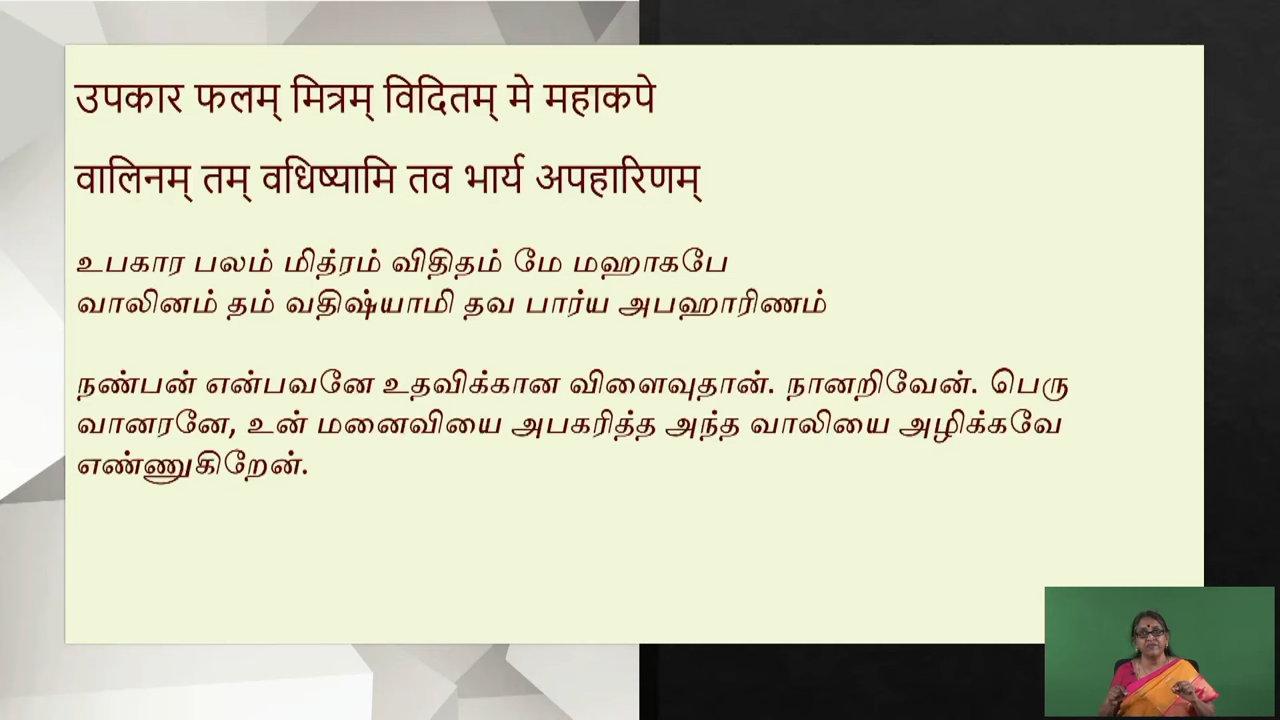 उपकार फलम् मित्रम् विदितम् मे महाकपे
वालिनम् तम् वधिष्यामि तव भार्य अपहारिणम्
உபகார பலம் மித்ரம் விதிதம் மே மஹாகபே
வாலினம் தம் வதிஷ்யாமி தவ பார்ய அபஹாரிணம்
நண்பன் என்பவனே உதவிக்கான விளைவுதான். நானறிவேன். பெரு
வானரனே, உன் மனைவியை அபகரித்த அந்த வாலியை அழிக்கவே
எண்ணுகிறேன்.